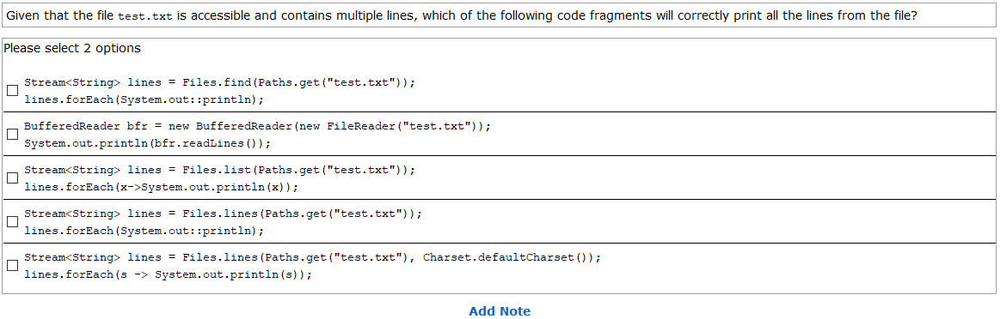 Given that the file test.txt is accessible and contains multiple lines, which of the following code fragments will correctly print all the lines from the file?
Please select 2 options
Stream<String> lines = Files.find(Paths.get("test.txt"));
lines.forEach(System.out::println);
BufferedReader bfr = new BufferedReader(new FileReader("test.txt"));
System.out.println(bfr.readLines());
Stream<String> lines = Files.list(Paths.get("test.txt"));
lines.forEach(x->System.out.println(x));
Stream<String> lines = Files.lines(Paths.get("test.txt"));
lines.forEach(System.out::println);
Stream<String> lines = Files.lines(Paths.get("test.txt"), Charset.defaultCharset());
lines.forEach(s -> System.out.println(s));
Add Note